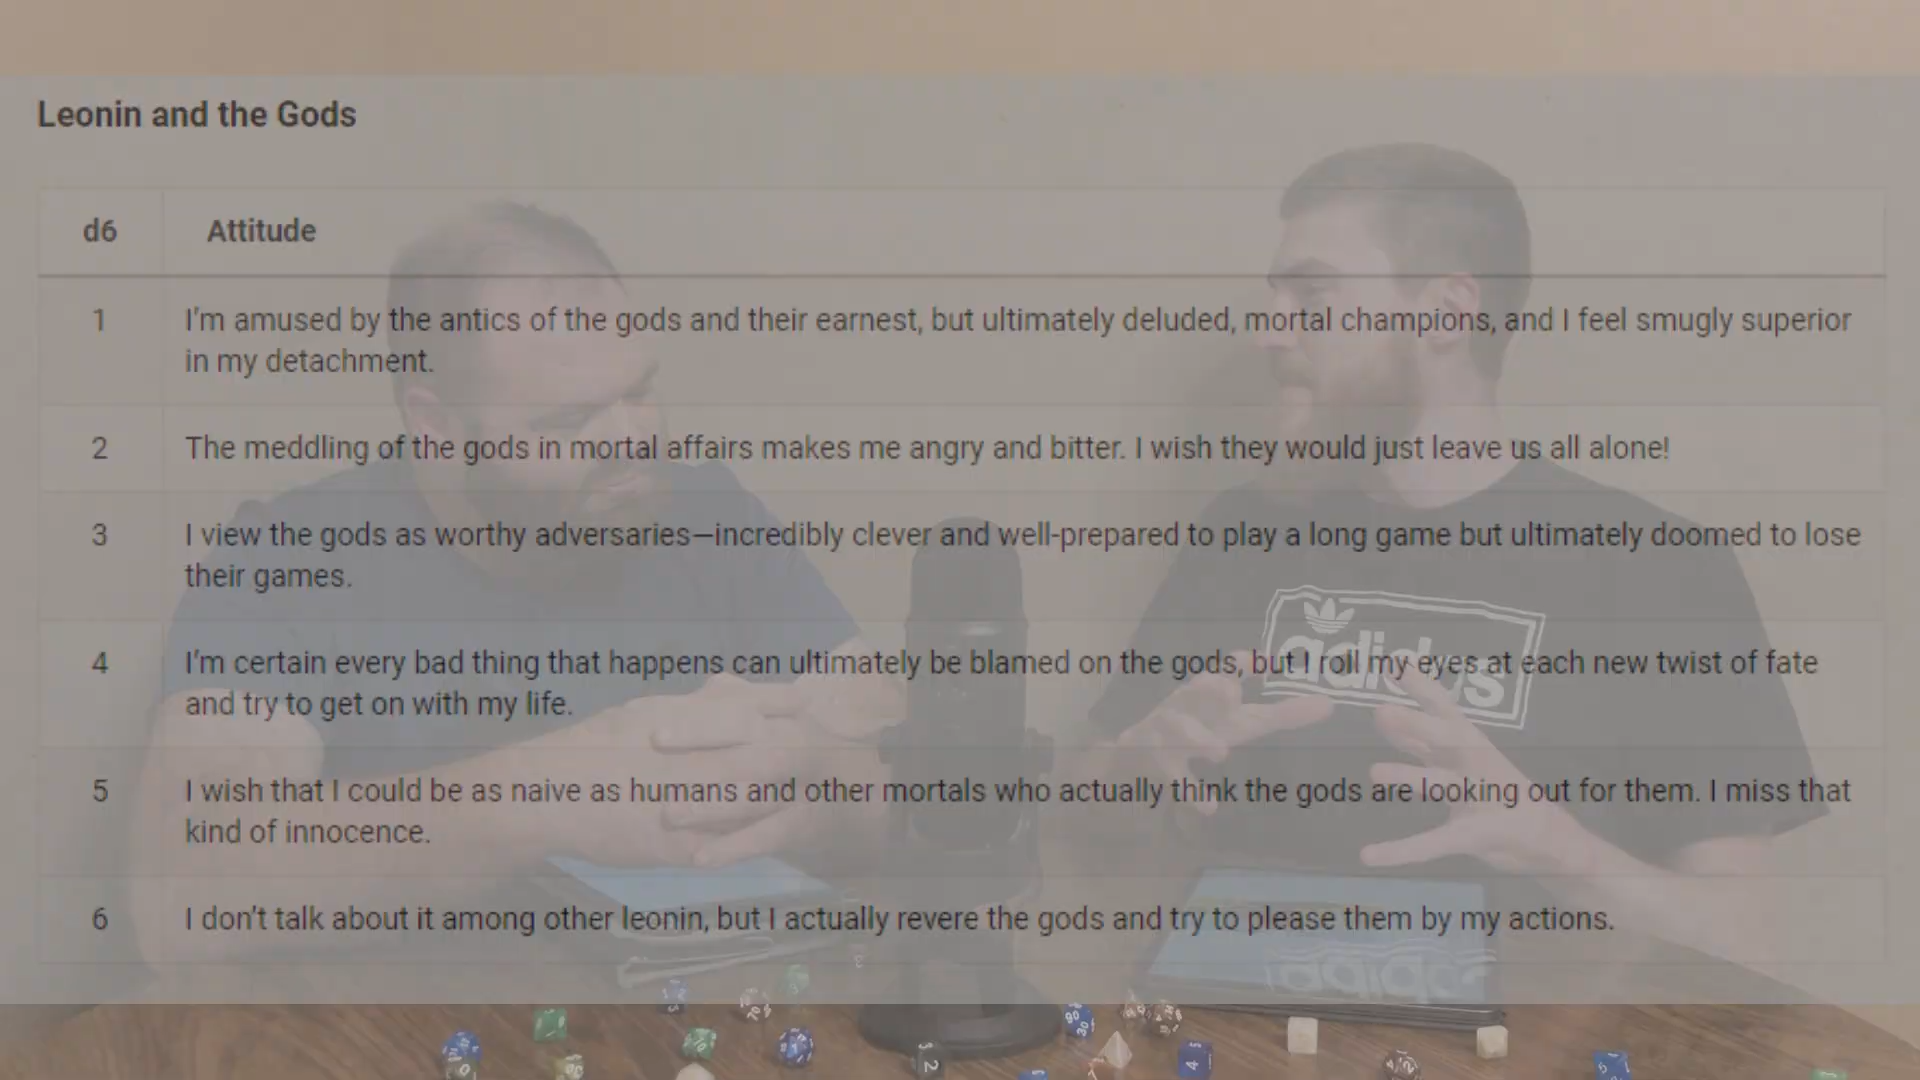 Leonin and the Gods
d6 Attitude
1 I'm amused by the antics of the gods and their earnest, but ultimately deluded, mortal champions, and I feel smugly superior
in my detachment.
2 The meddling of the gods in mortal affairs makes me angry and bitter. I wish they would just leave us all alone!
3 I view the gods as worthy adversaries—incredibly clever and well-prepared to play a long game but ultimately doomed to lose
their games.
4 I'm certain every bad thing that happens can ultimately be blamed on the gods, but I roll my eyes at each new twist of fate
and try to get on with my life.
5 I wish that I could be as naive as humans and other mortals who actually think the gods are looking out for them. I miss that
kind of innocence.
6 I don't talk about it among other leonin, but I actually revere the gods and try to please them by my actions.
adidas